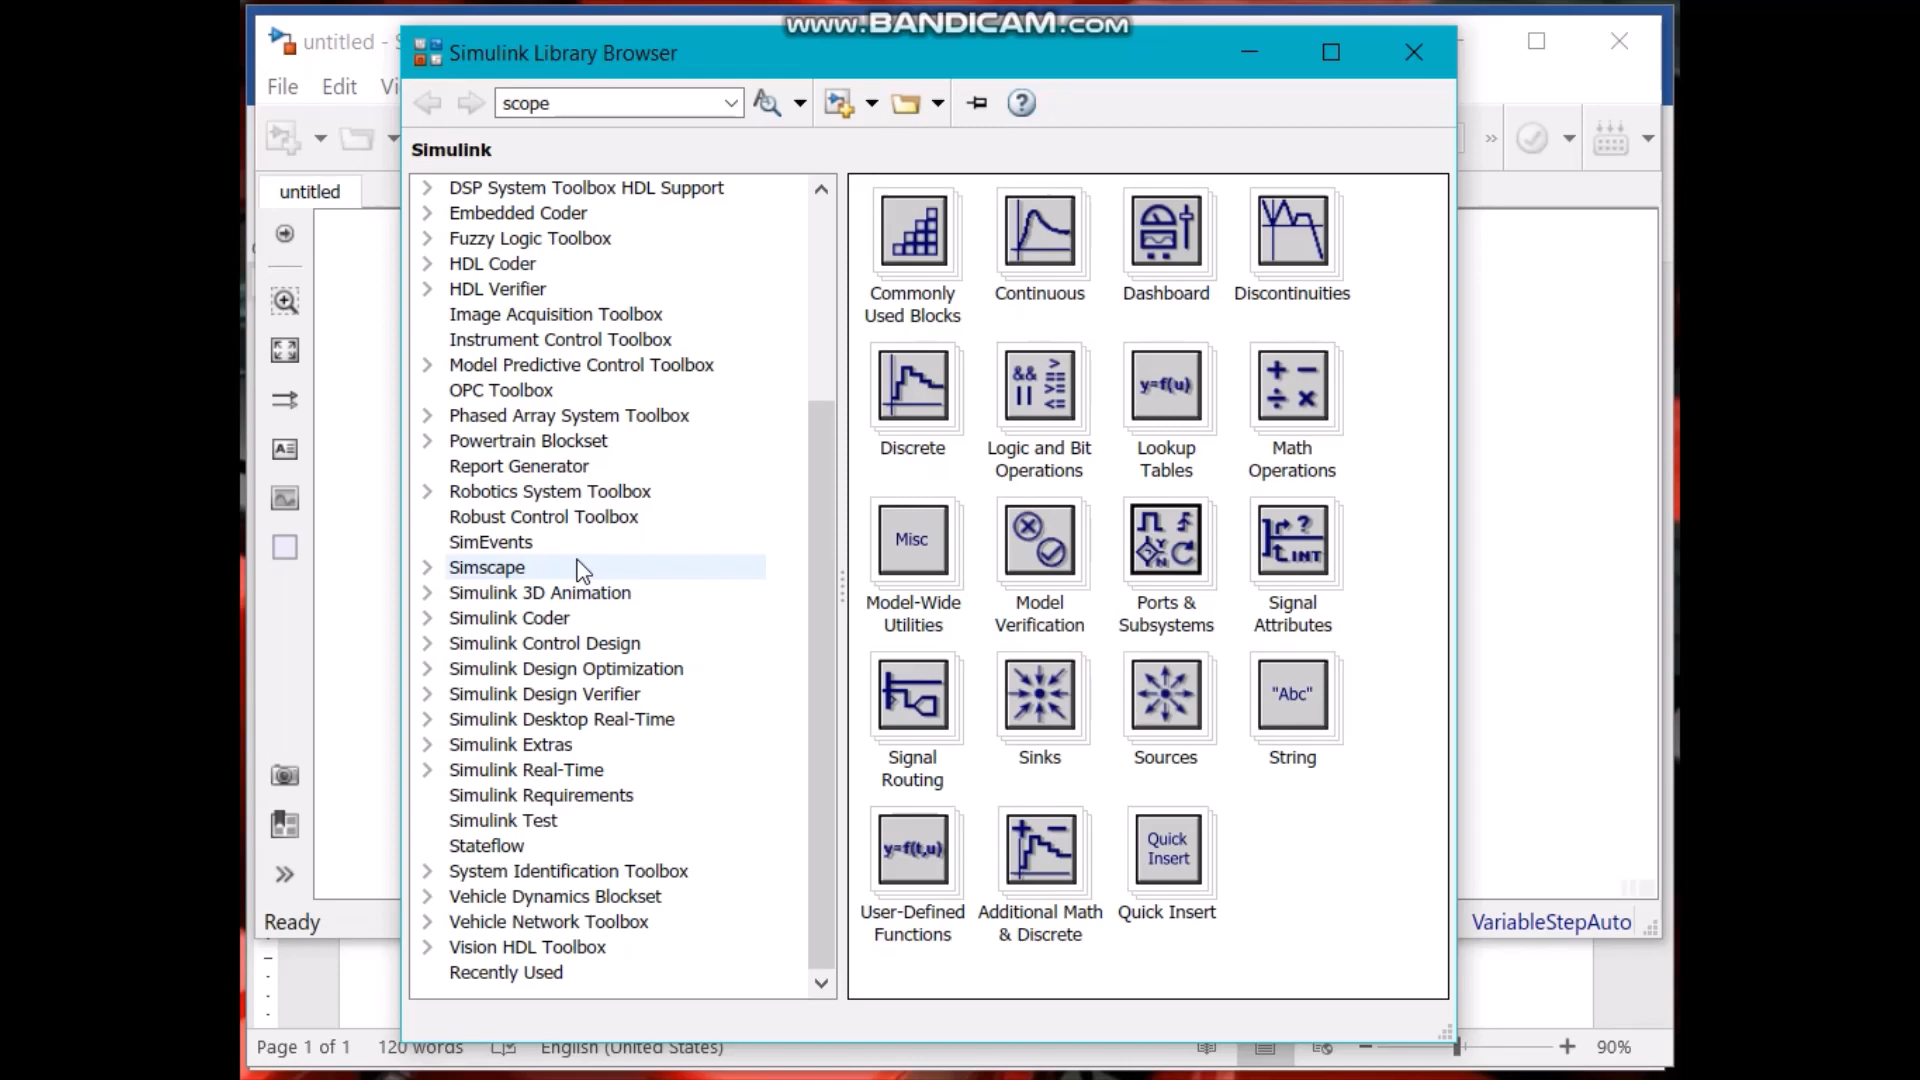 www.BANDICAM.com
untitled -
Simulink Library Browser
File Edit
scope
Simulink
untitled
DSP System Toolbox HDL Support
Embedded Coder
Fuzzy Logic Toolbox
HDL Coder
HDL Verifier
Image Acquisition Toolbox
Instrument Control Toolbox
Model Predictive Control Toolbox
OPC Toolbox
Phased Array System Toolbox
Powertrain Blockset
Report Generator
Robotics System Toolbox
Robust Control Toolbox
SimEvents
Simscape
Simulink 3D Animation
Simulink Coder
Simulink Control Design
Simulink Design Optimization
Simulink Design Verifier
Simulink Desktop Real-Time
Simulink Extras
Simulink Real-Time
Simulink Requirements
Simulink Test
Stateflow
System Identification Toolbox
Vehicle Dynamics Blockset
Vehicle Network Toolbox
Vision HDL Toolbox
Recently Used
Commonly
Used Blocks
Continuous
Dashboard
Discontinuities
&& >
== 
|| >=
<=
y=f(u)
+ −
÷ ×
Discrete
Logic and Bit
Operations
Lookup
Tables
Math
Operations
Misc
Model-Wide
Utilities
Model
Verification
Ports &
Subsystems
?
INT
Signal
Attributes
Signal
Routing
Sinks
Sources
"Abc"
String
y=f(t,u)
User-Defined
Functions
+ −
Additional Math
& Discrete
Quick
Insert
Quick Insert
Ready
VariableStepAuto
Page 1 of 1 120 words English (United States) 90%